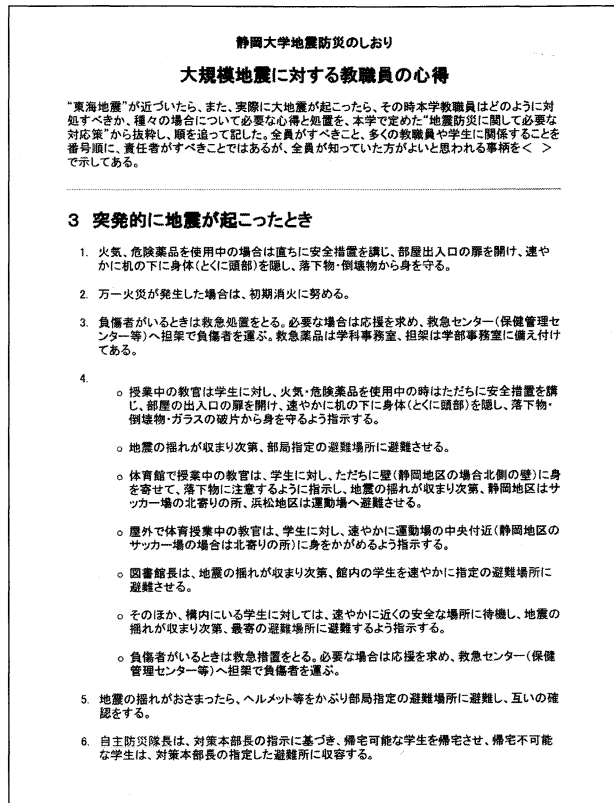 静岡大学地震防災のしおり
大規模地震に対する教職員の心得
“東海地震”が近づいたら、また、実際に大地震が起こったら、その時本学教職員はどのように対
処すべきか、種々の場合について必要な心得と処置を、本学で定めた“地震防災に関して必要な
対応策”から抜粋し、順を追って記した。全員がすべきこと、多くの教職員や学生に関係することを
番号順に、責任者がすべきことではあるが、全員が知っていた方がよいと思われる事柄を＜　＞
で示してある。
3 突発的に地震が起こったとき
1. 火気、危険薬品を使用中の場合は直ちに安全措置を講じ、部屋出入口の扉を開け、速や
かに机の下に身体(とくに頭部)を隠し、落下物・倒壊物から身を守る。
2. 万一火災が発生した場合は、初期消火に努める。
3. 負傷者がいるときは救急処置をとる。必要な場合は応援を求め、救急センター(保健管理セ
ンター等)へ担架で負傷者を運ぶ。救急薬品は学科事務室、担架は学部事務室に備え付け
てある。
4.
○ 授業中の教官は学生に対し、火気・危険薬品を使用中の時はただちに安全措置を講
じ、部屋の出入口の扉を開け、速やかに机の下に身体(とくに頭部)を隠し、落下物・
倒壊物・ガラスの破片から身を守るよう指示する。
○ 地震の揺れが収まり次第、部局指定の避難場所に避難させる。
○ 体育館で授業中の教官は、学生に対し、ただちに壁(静岡地区の場合北側の壁)に身
を寄せて、落下物に注意するように指示し、地震の揺れが収まり次第、静岡地区はサ
ッカー場の北寄りの所、浜松地区は運動場へ避難させる。
○ 屋外で体育授業中の教官は、学生に対し、速やかに運動場の中央付近(静岡地区の
サッカー場の場合は北寄りの所)に身をかがめるよう指示する。
○ 図書館長は、地震の揺れが収まり次第、館内の学生を速やかに指定の避難場所に
避難させる。
○ そのほか、構内にいる学生に対しては、速やかに近くの安全な場所に待機し、地震の
揺れが収まり次第、最寄の避難場所に避難するよう指示する。
○ 負傷者がいるときは救急措置をとる。必要な場合は応援を求め、救急センター(保健
管理センター等)へ担架で負傷者を運ぶ。
5. 地震の揺れがおさまったら、ヘルメット等をかぶり部局指定の避難場所に避難し、互いの確
認をする。
6. 自主防災隊長は、対策本部長の指示に基づき、帰宅可能な学生を帰宅させ、帰宅不可能
な学生は、対策本部長の指定した避難所に収容する。